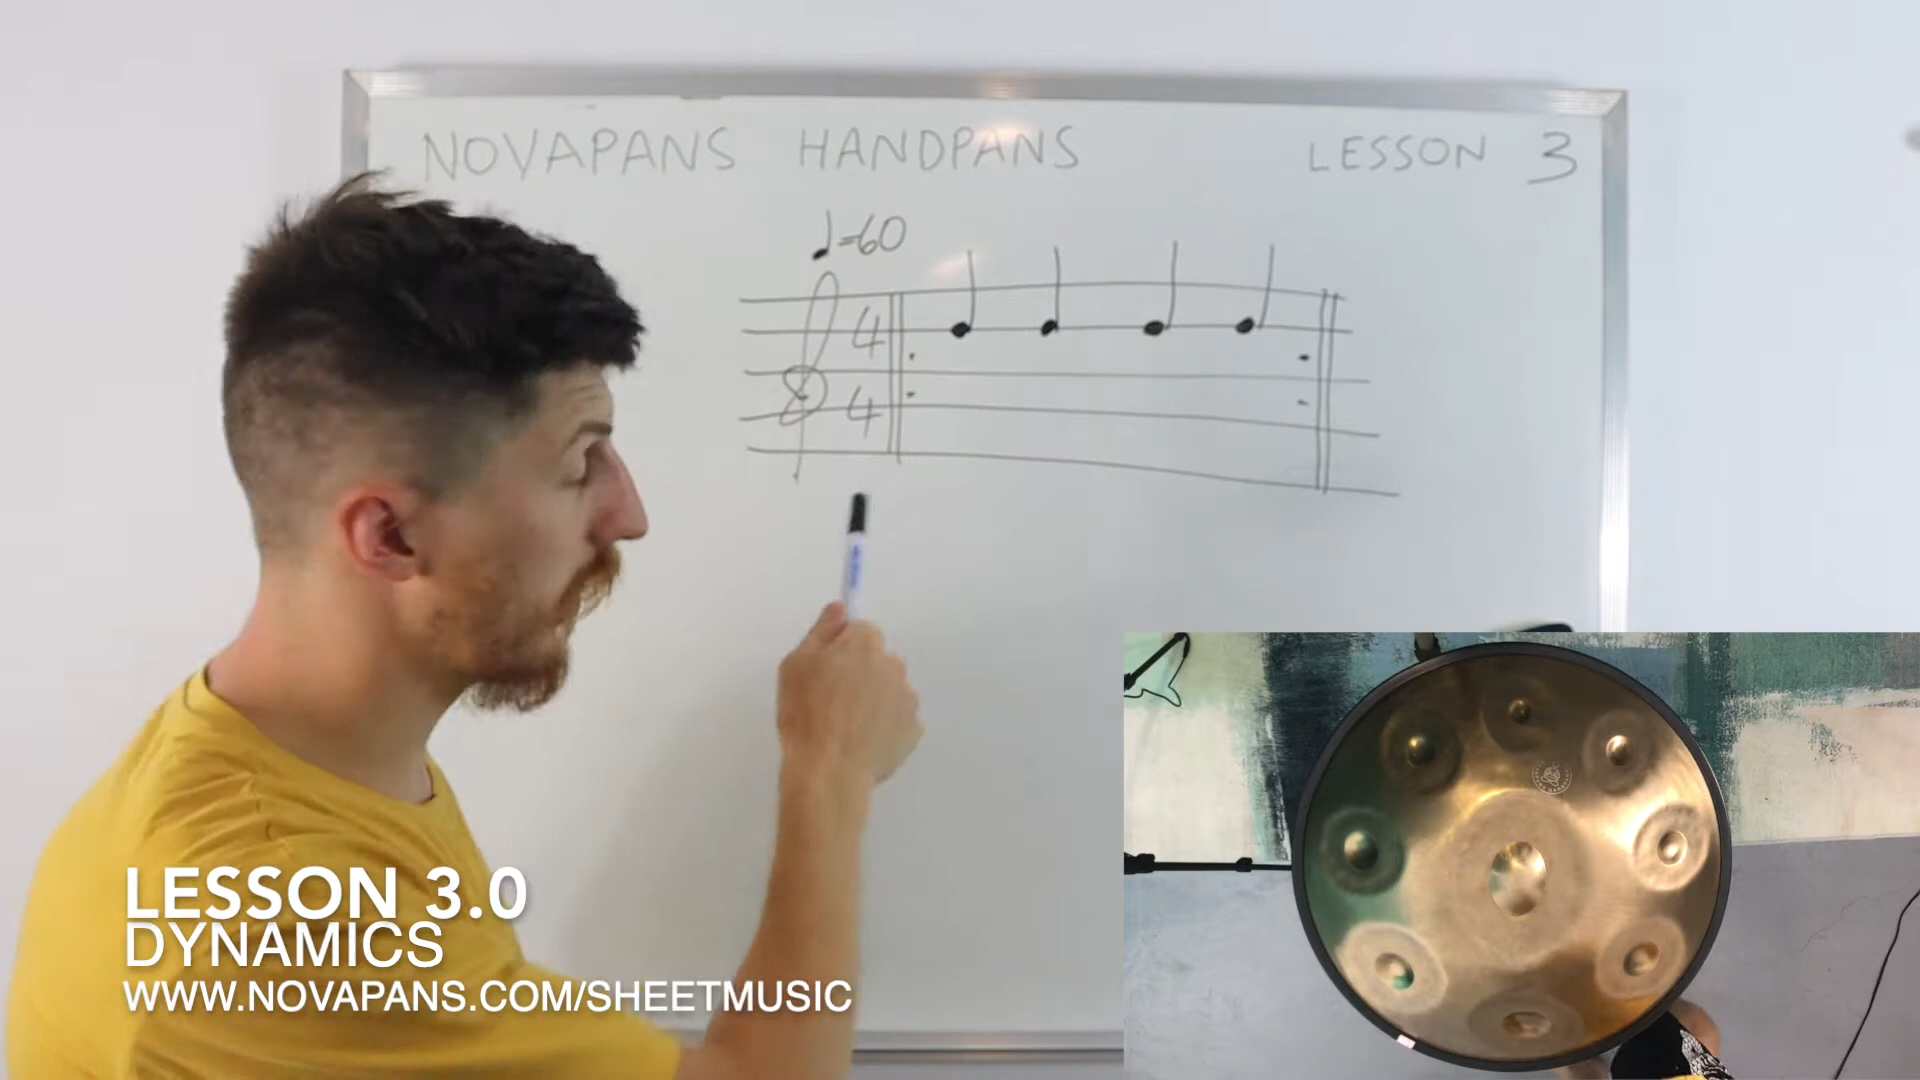 NOVAPANS HANDPANS LESSON 3
♩=60
4
4
LESSON 3.0
DYNAMICS
WWW.NOVAPANS.COM/SHEETMUSIC